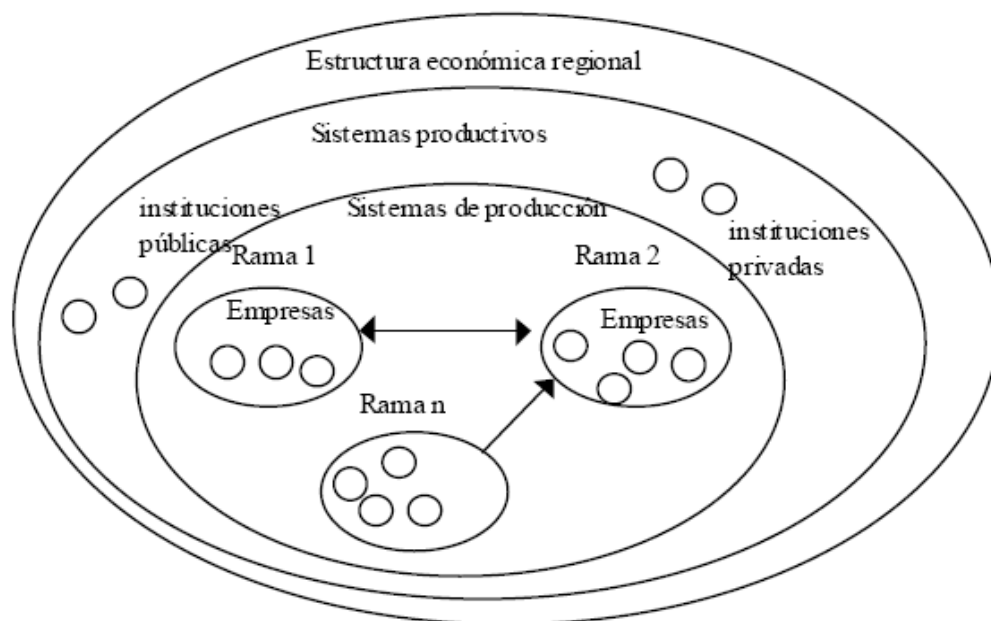 Estructura económica regional
Sistemas productivos
instituciones
públicas
Sistemas de producción
instituciones
privadas
Rama 1
Rama 2
Empresas
Empresas
Rama n